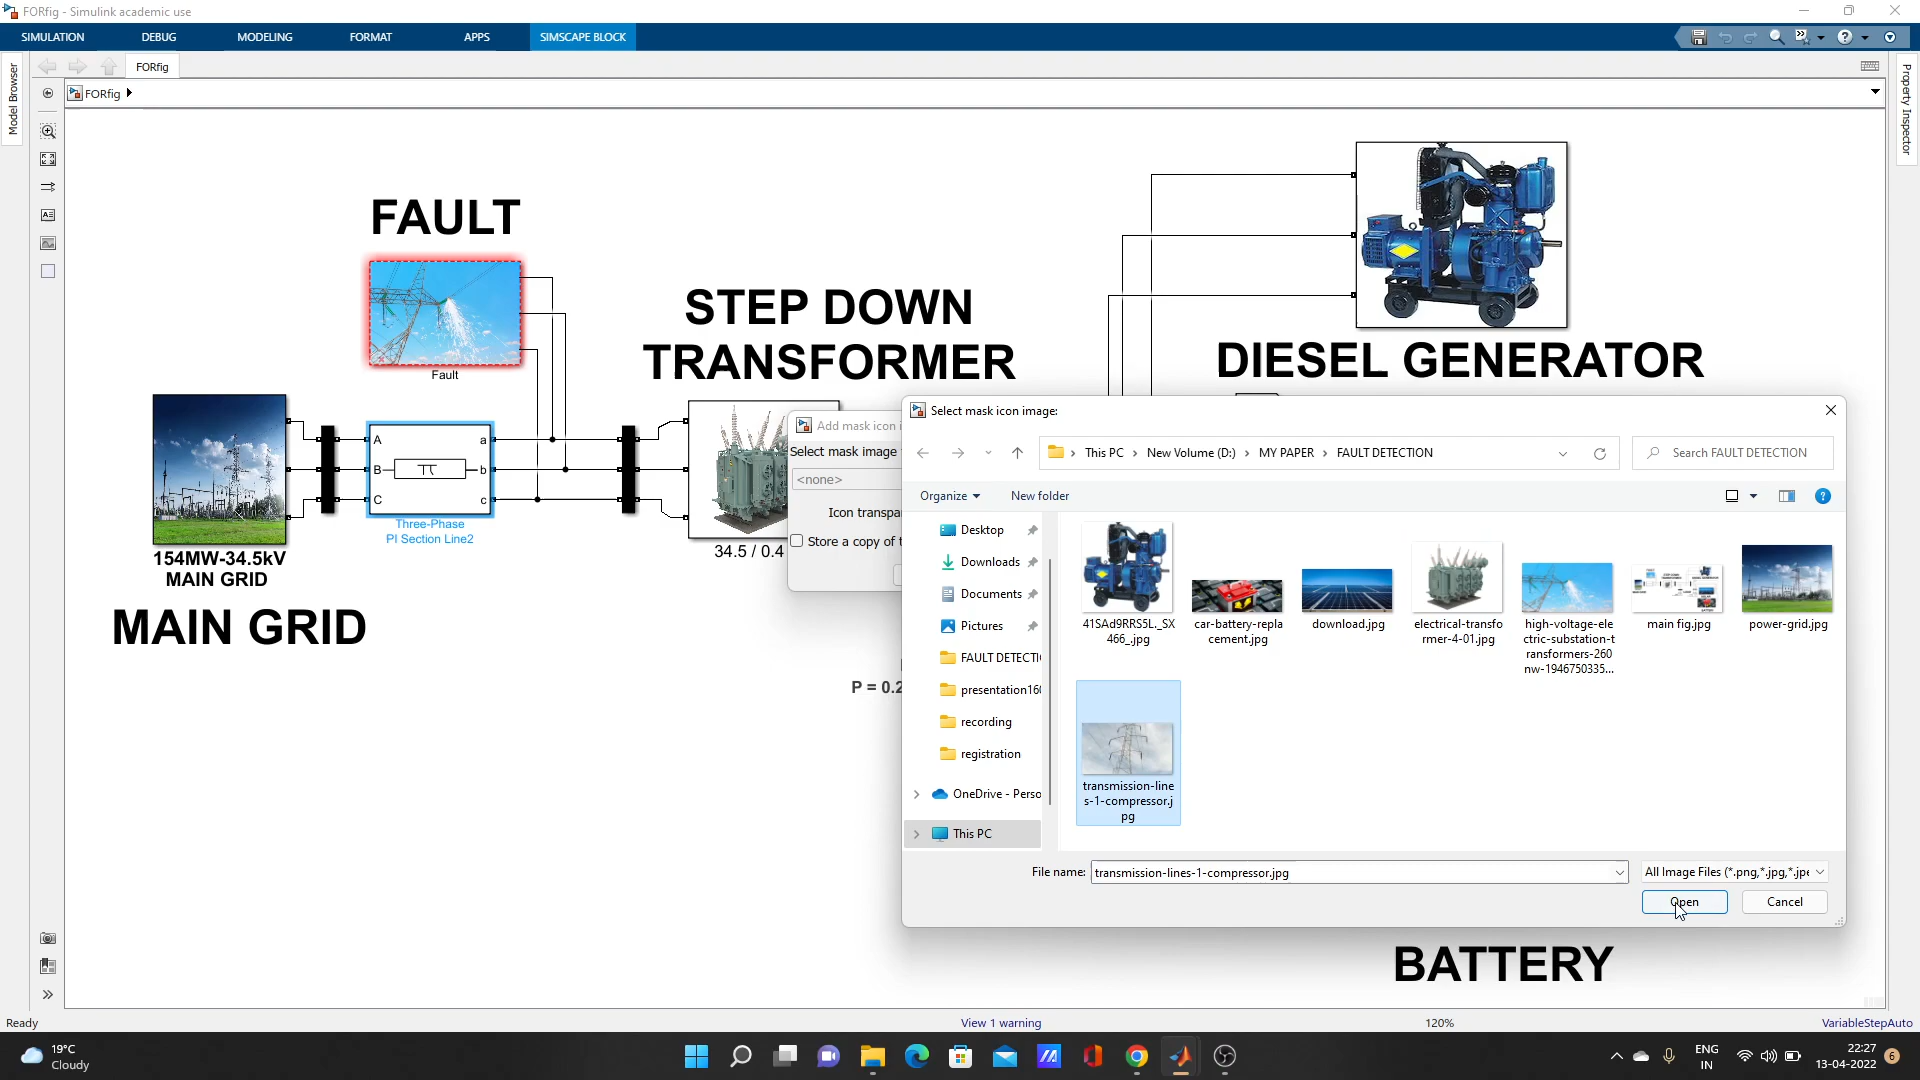 FORfig - Simulink academic use
SIMULATION
DEBUG
MODELING
FORMAT
APPS
SIMSCAPE BLOCK
FORfig
FORfig
Model Browser
Property Inspector
FAULT
Fault
STEP DOWN
TRANSFORMER
DIESEL GENERATOR
A
B
C
a
b
c
Three-Phase
PI Section Line2
154MW-34.5kV
MAIN GRID
MAIN GRID
34.5 / 0.4
P = 0.2
Add mask icon i
Select mask image
<none>
Icon transpa
Store a copy of t
Select mask icon image:
This PC
New Volume (D:)
MY PAPER
FAULT DETECTION
Search FAULT DETECTION
Organize
New folder
Desktop
Downloads
Documents
Pictures
FAULT DETECTI
presentation16
recording
registration
OneDrive - Perso
This PC
41SAd9RRS5L._SX
466_.jpg
car-battery-repla
cement.jpg
download.jpg
electrical-transfo
rmer-4-01.jpg
high-voltage-ele
ctric-substation-t
ransformers-260
nw-1946750335...
main fig.jpg
power-grid.jpg
transmission-line
s-1-compressor.j
pg
File name:
transmission-lines-1-compressor.jpg
All Image Files (*.png,*.jpg,*.jpe
Open
Cancel
BATTERY
Ready
View 1 warning
120%
VariableStepAuto
19°C
Cloudy
ENG
IN
22:27
13-04-2022
6